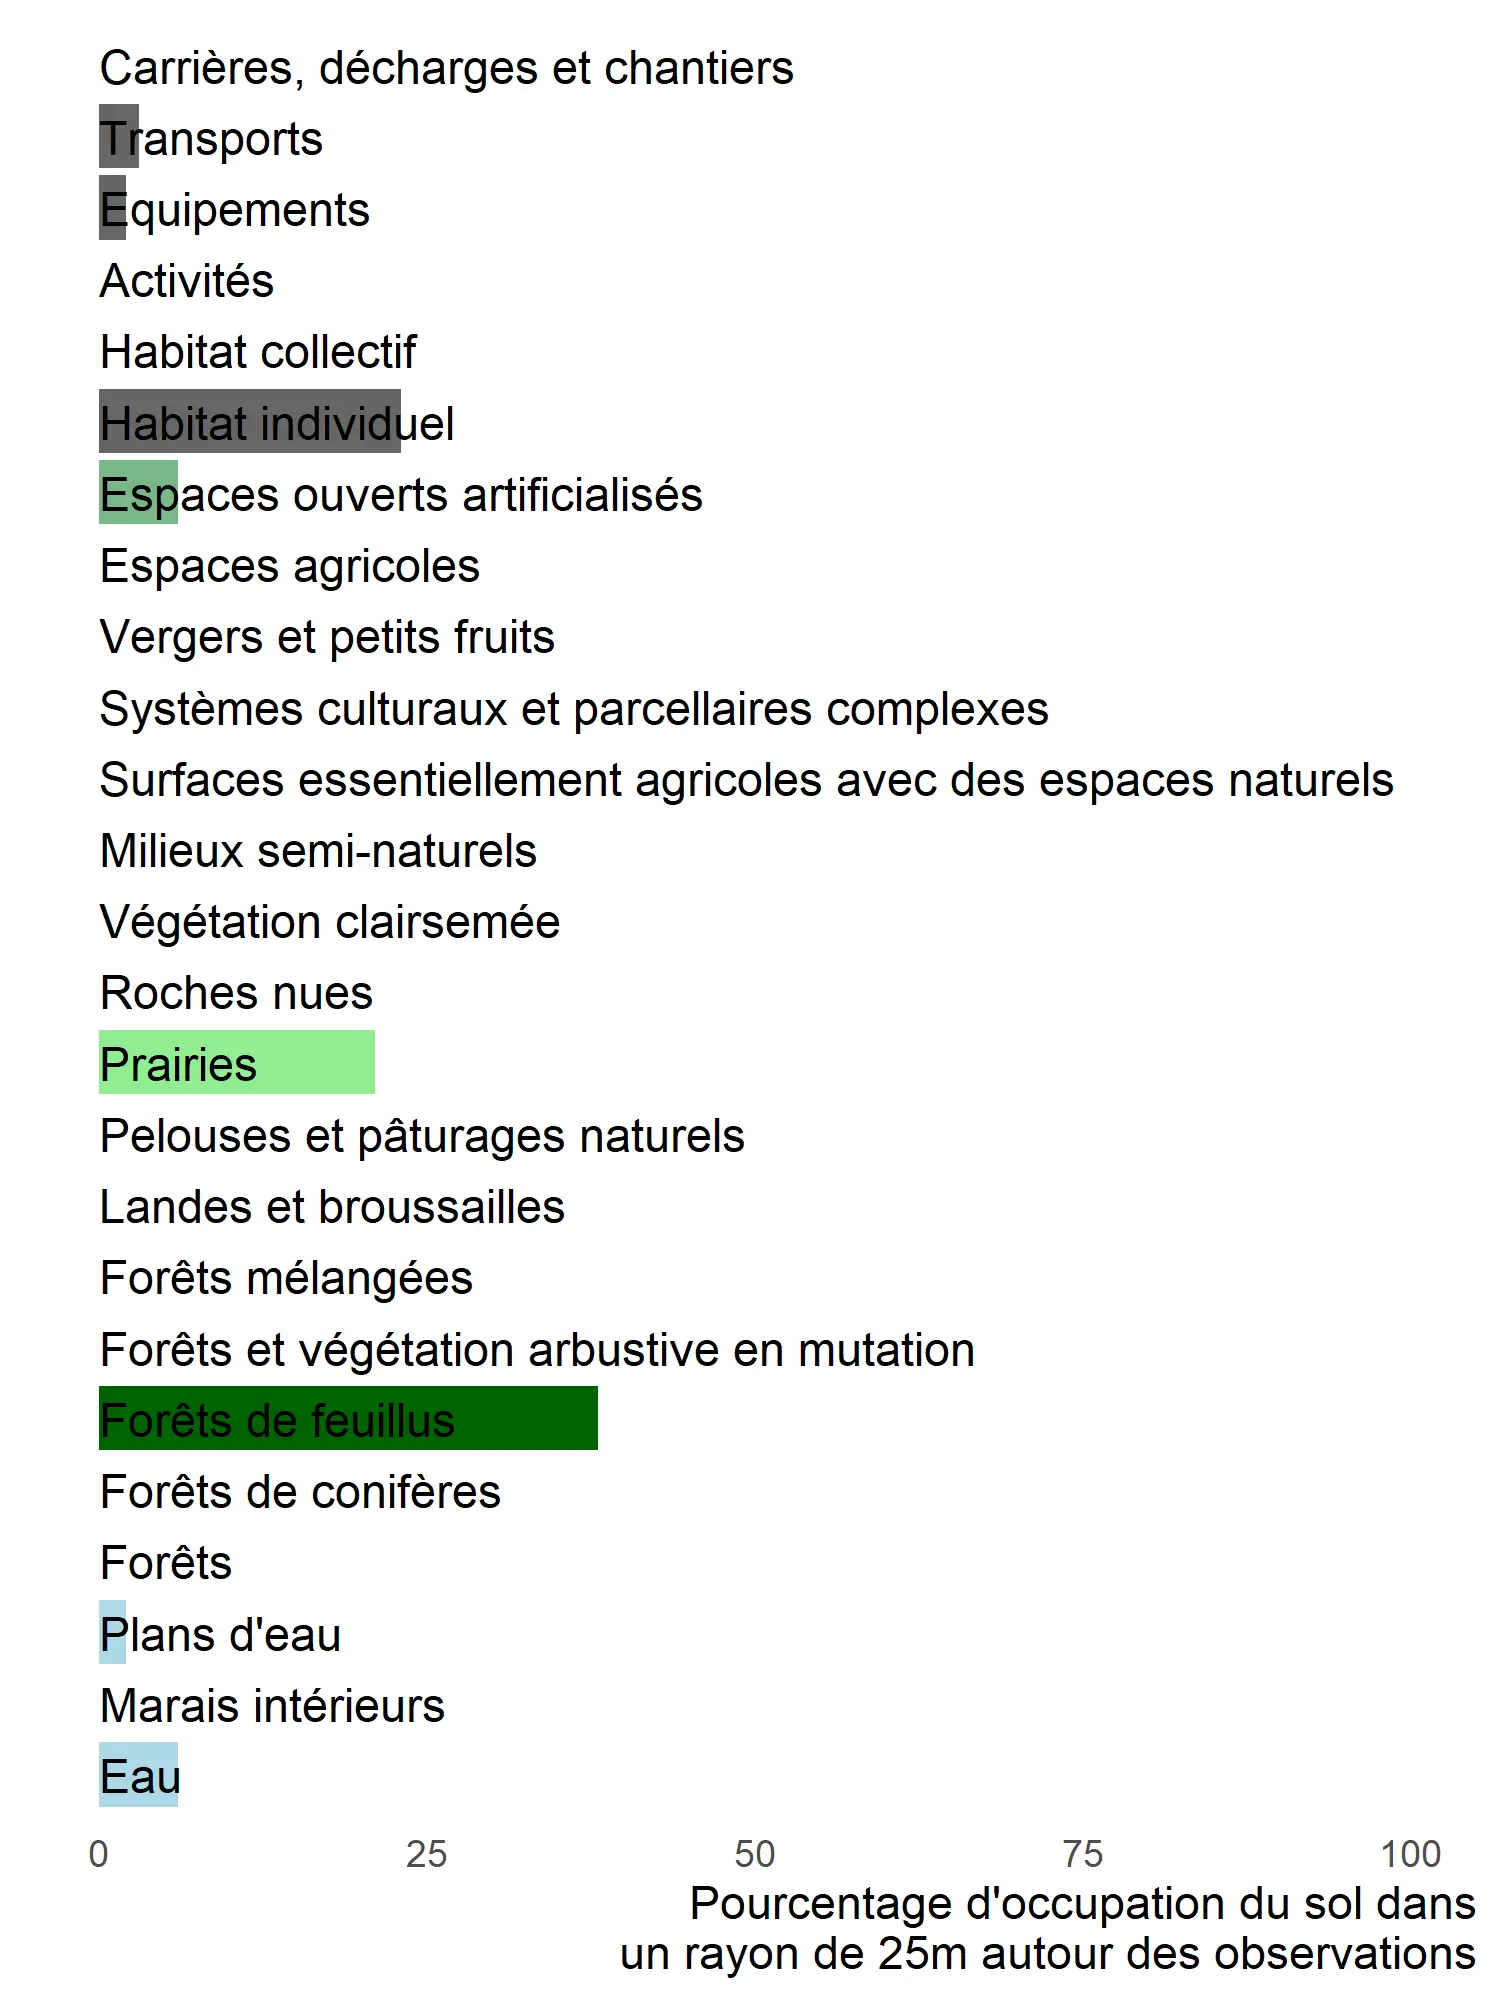 Carrières, décharges et chantiers
Transports
Equipements
Activités
Habitat collectif
Habitat individuel
Espaces ouverts artificialisés
Espaces agricoles
Vergers et petits fruits
Systèmes culturaux et parcellaires complexes
Surfaces essentiellement agricoles avec des espaces naturels
Milieux semi-naturels
Végétation clairsemée
Roches nues
Prairies
Pelouses et pâturages naturels
Landes et broussailles
Forêts mélangées
Forêts et végétation arbustive en mutation
Forêts de feuillus
Forêts de conifères
Forêts
Plans d'eau
Marais intérieurs
Eau
0 25 50 75 100
Pourcentage d'occupation du sol dans
un rayon de 25m autour des observations